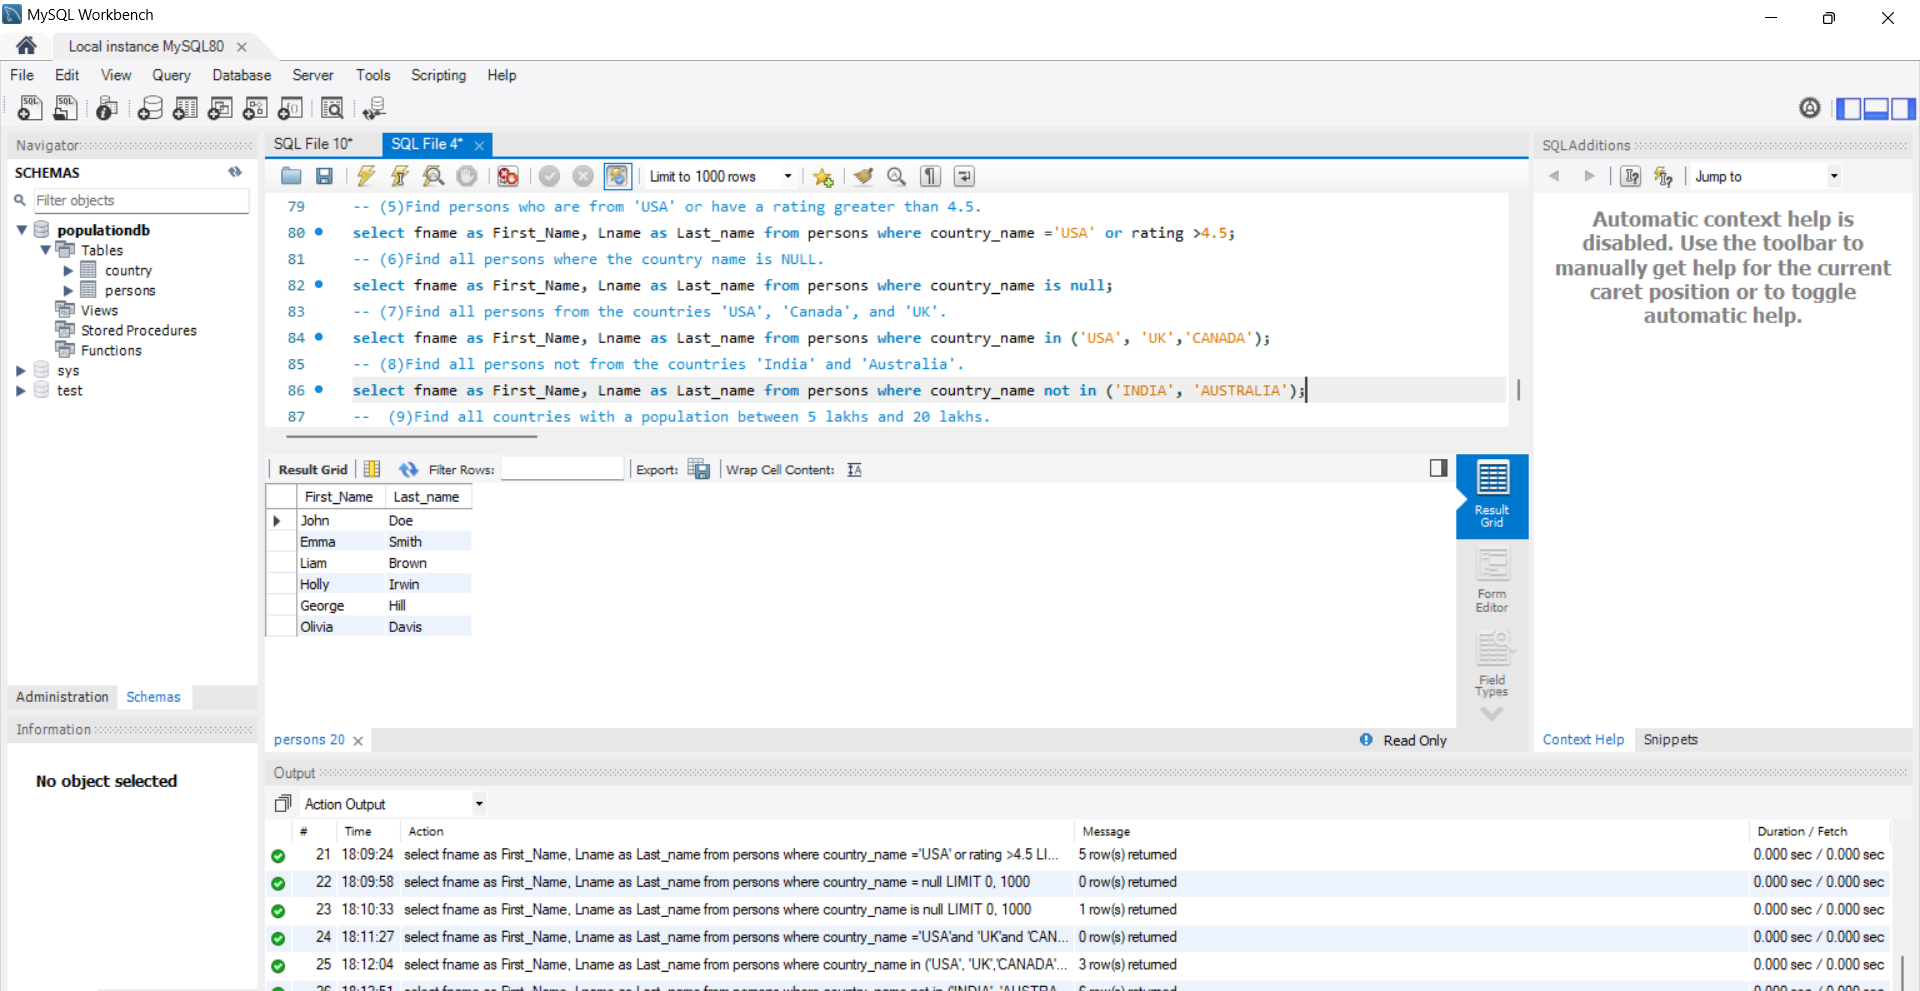 MySQL Workbench
Local instance MySQL80
File Edit View Query Database Server Tools Scripting Help
Navigator
SCHEMAS
Filter objects
populationdb
Tables
country
persons
Views
Stored Procedures
Functions
sys
test
Administration Schemas
Information
No object selected
SQL File 10* SQL File 4*
Limit to 1000 rows
79 -- (5)Find persons who are from 'USA' or have a rating greater than 4.5.
80 select fname as First_Name, Lname as Last_name from persons where country_name ='USA' or rating >4.5;
81 -- (6)Find all persons where the country name is NULL.
82 select fname as First_Name, Lname as Last_name from persons where country_name is null;
83 -- (7)Find all persons from the countries 'USA', 'Canada', and 'UK'.
84 select fname as First_Name, Lname as Last_name from persons where country_name in ('USA', 'UK','CANADA');
85 -- (8)Find all persons not from the countries 'India' and 'Australia'.
86 select fname as First_Name, Lname as Last_name from persons where country_name not in ('INDIA', 'AUSTRALIA');
87 --  (9)Find all countries with a population between 5 lakhs and 20 lakhs.
Result Grid Filter Rows: Export: Wrap Cell Content:
First_Name Last_name
John Doe
Emma Smith
Liam Brown
Holly Irwin
George Hill
Olivia Davis
Result
Grid
Form
Editor
Field
Types
persons 20
Read Only
SQLAdditions
Jump to
Automatic context help is
disabled. Use the toolbar to
manually get help for the current
caret position or to toggle
automatic help.
Context Help Snippets
Output
Action Output
# Time Action Message Duration / Fetch
21 18:09:24 select fname as First_Name, Lname as Last_name from persons where country_name ='USA' or rating >4.5 LI... 5 row(s) returned 0.000 sec / 0.000 sec
22 18:09:58 select fname as First_Name, Lname as Last_name from persons where country_name = null LIMIT 0, 1000 0 row(s) returned 0.000 sec / 0.000 sec
23 18:10:33 select fname as First_Name, Lname as Last_name from persons where country_name is null LIMIT 0, 1000 1 row(s) returned 0.000 sec / 0.000 sec
24 18:11:27 select fname as First_Name, Lname as Last_name from persons where country_name ='USA'and 'UK'and 'CAN... 0 row(s) returned 0.000 sec / 0.000 sec
25 18:12:04 select fname as First_Name, Lname as Last_name from persons where country_name in ('USA', 'UK','CANADA'... 3 row(s) returned 0.000 sec / 0.000 sec